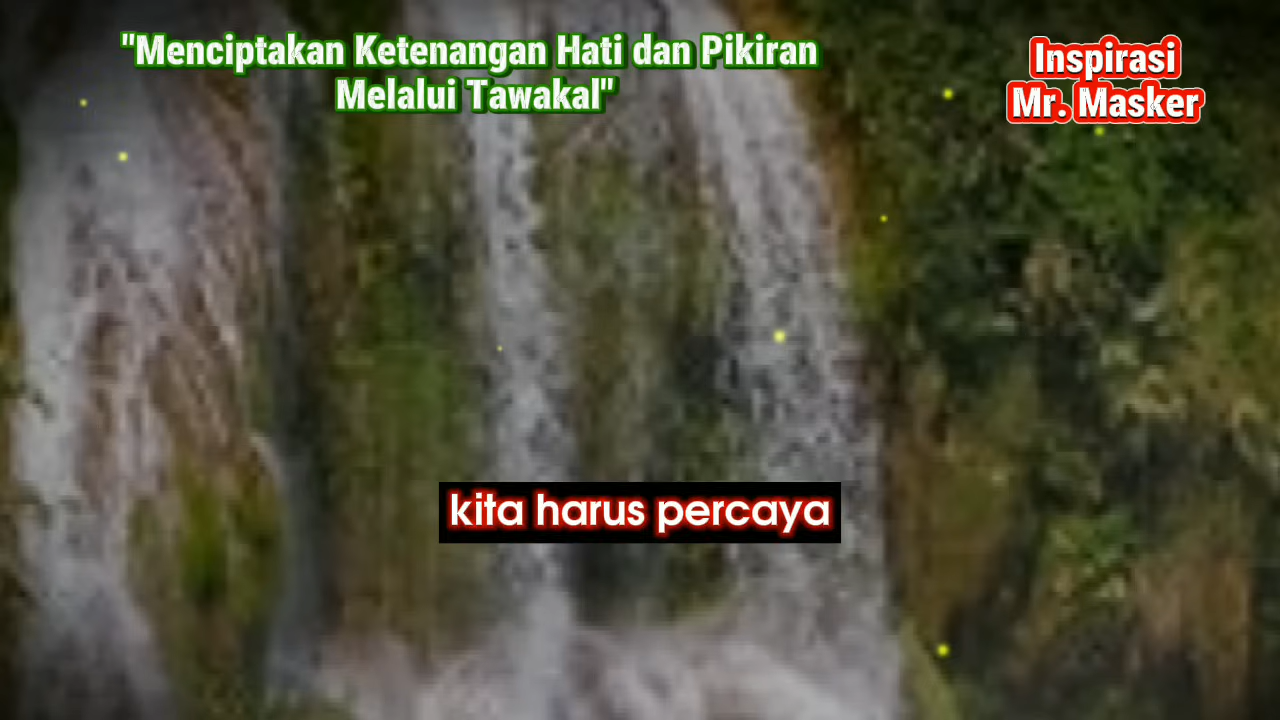 "Menciptakan Ketenangan Hati dan Pikiran
Melalui Tawakal"
Inspirasi
Mr. Masker
kita harus percaya